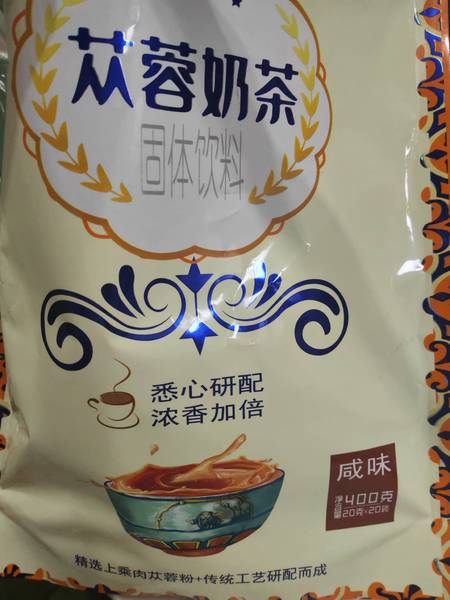 苁蓉奶茶
固体饮料
悉心研配
浓香加倍
咸味
净含量 400克
20克×20袋
精选上乘肉苁蓉粉+传统工艺研配而成